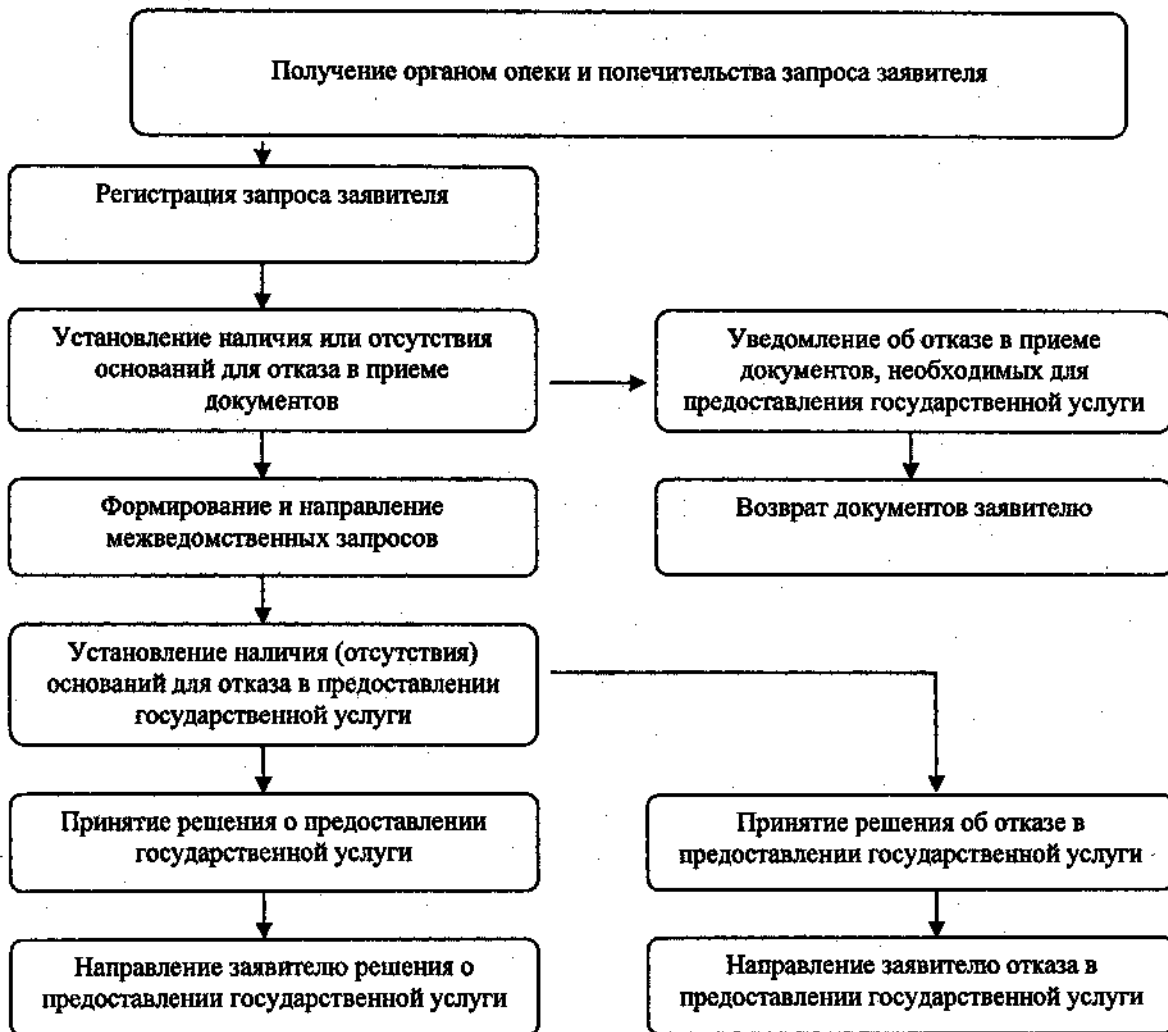 Получение органом опеки и попечительства запроса заявителя
Регистрация запроса заявителя
Установление наличия или отсутствия
оснований для отказа в приеме
документов
Уведомление об отказе в приеме
документов, необходимых для
предоставления государственной услуги
Формирование и направление
межведомственных запросов
Возврат документов заявителю
Установление наличия (отсутствия)
оснований для отказа в предоставлении
государственной услуги
Принятие решения о предоставлении
государственной услуги
Принятие решения об отказе в
предоставлении государственной услуги
Направление заявителю решения о
предоставлении государственной услуги
Направление заявителю отказа в
предоставлении государственной услуги